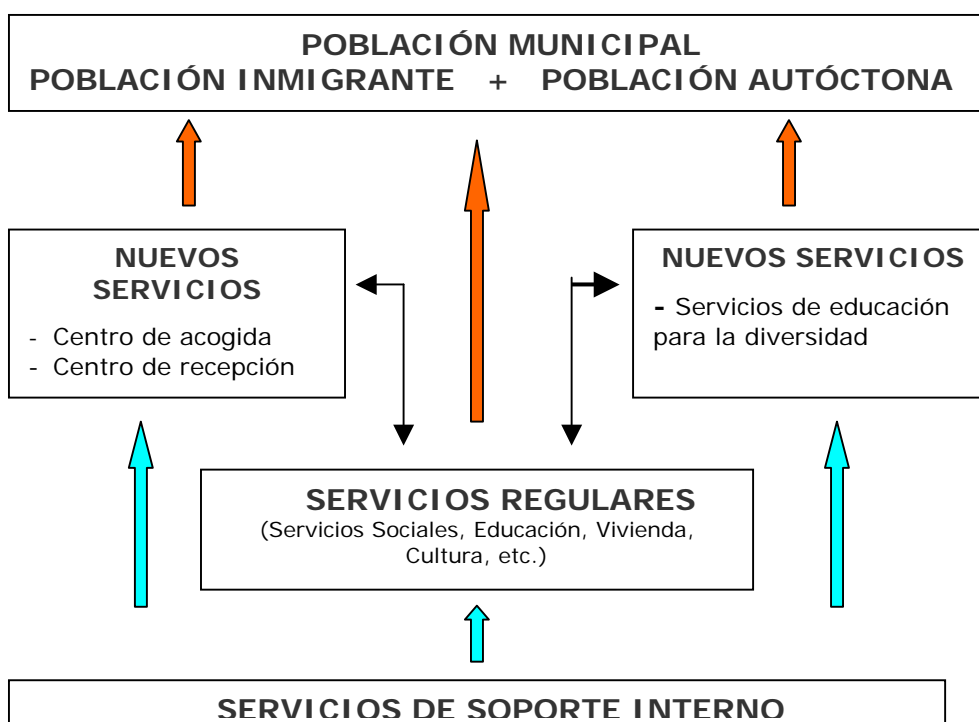 POBLACIÓN MUNICIPAL
POBLACIÓN INMIGRANTE + POBLACIÓN AUTÓCTONA
NUEVOS
SERVICIOS
- Centro de acogida
- Centro de recepción
NUEVOS SERVICIOS
- Servicios de educación
para la diversidad
SERVICIOS REGULARES
(Servicios Sociales, Educación, Vivienda,
Cultura, etc.)
SERVICIOS DE SOPORTE INTERNO